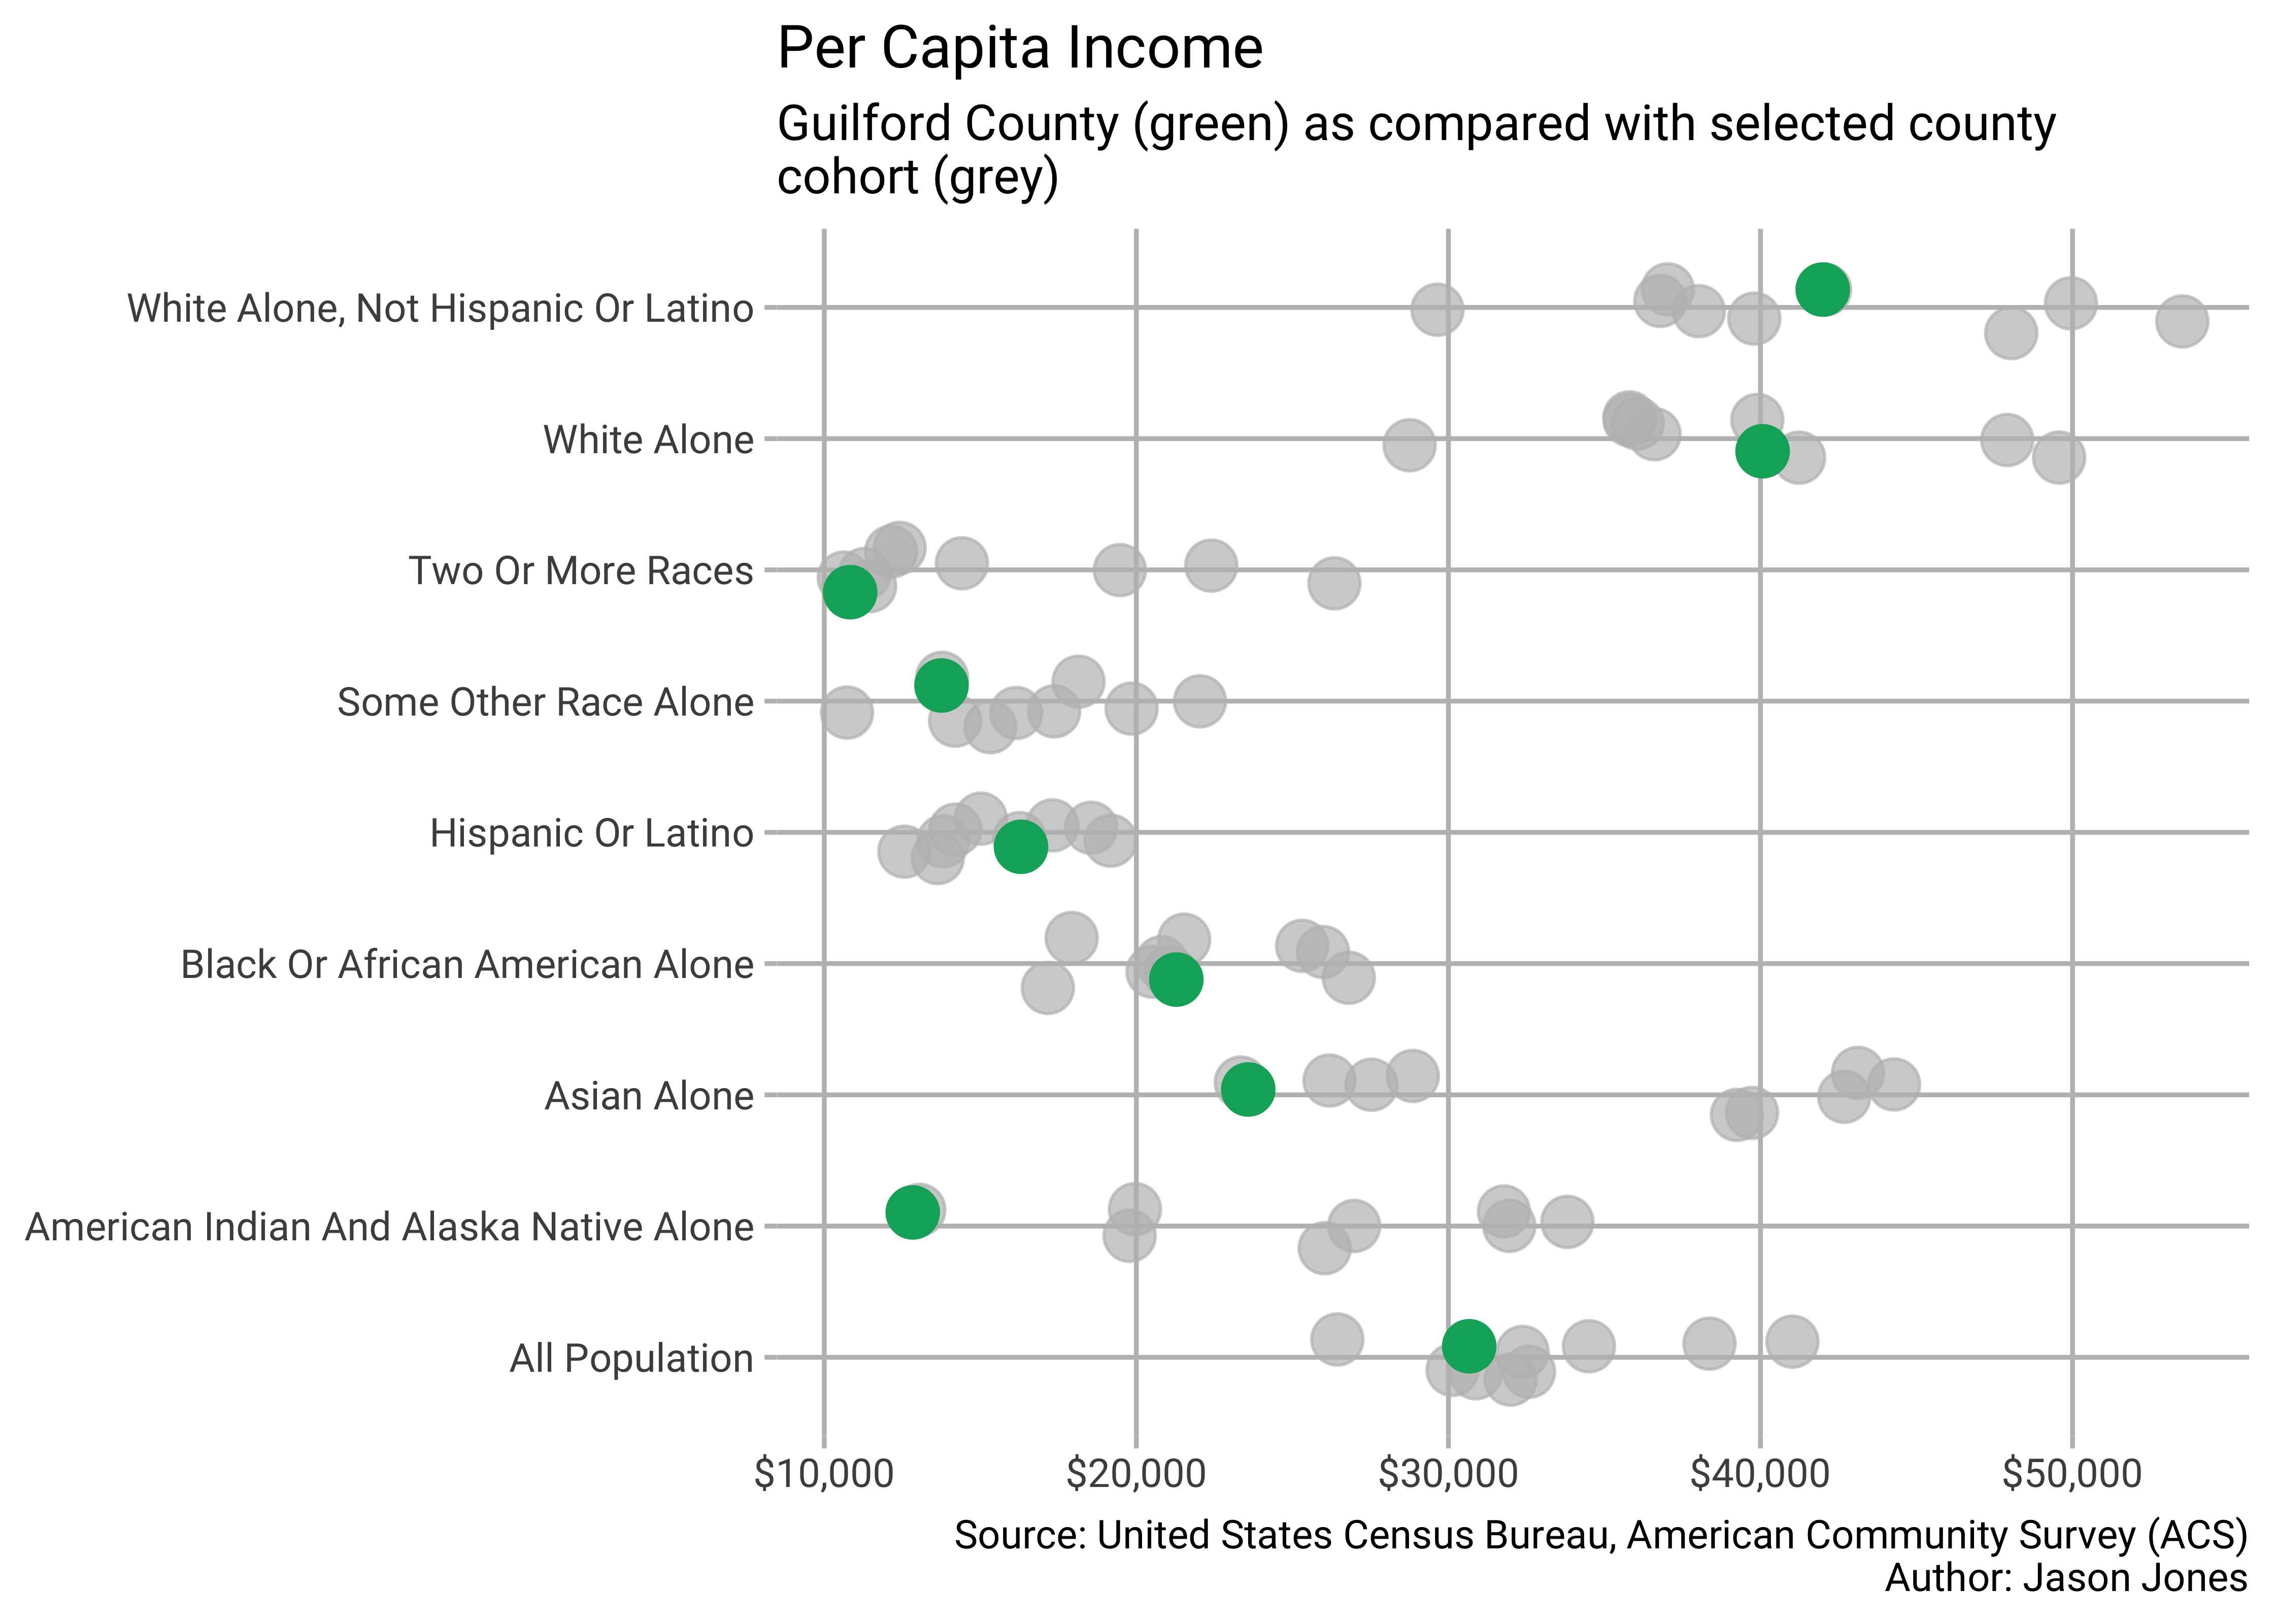 Per Capita Income
Guilford County (green) as compared with selected county
cohort (grey)
White Alone, Not Hispanic Or Latino
White Alone
Two Or More Races
Some Other Race Alone
Hispanic Or Latino
Black Or African American Alone
Asian Alone
American Indian And Alaska Native Alone
All Population
$10,000 $20,000 $30,000 $40,000 $50,000
Source: United States Census Bureau, American Community Survey (ACS)
Author: Jason Jones